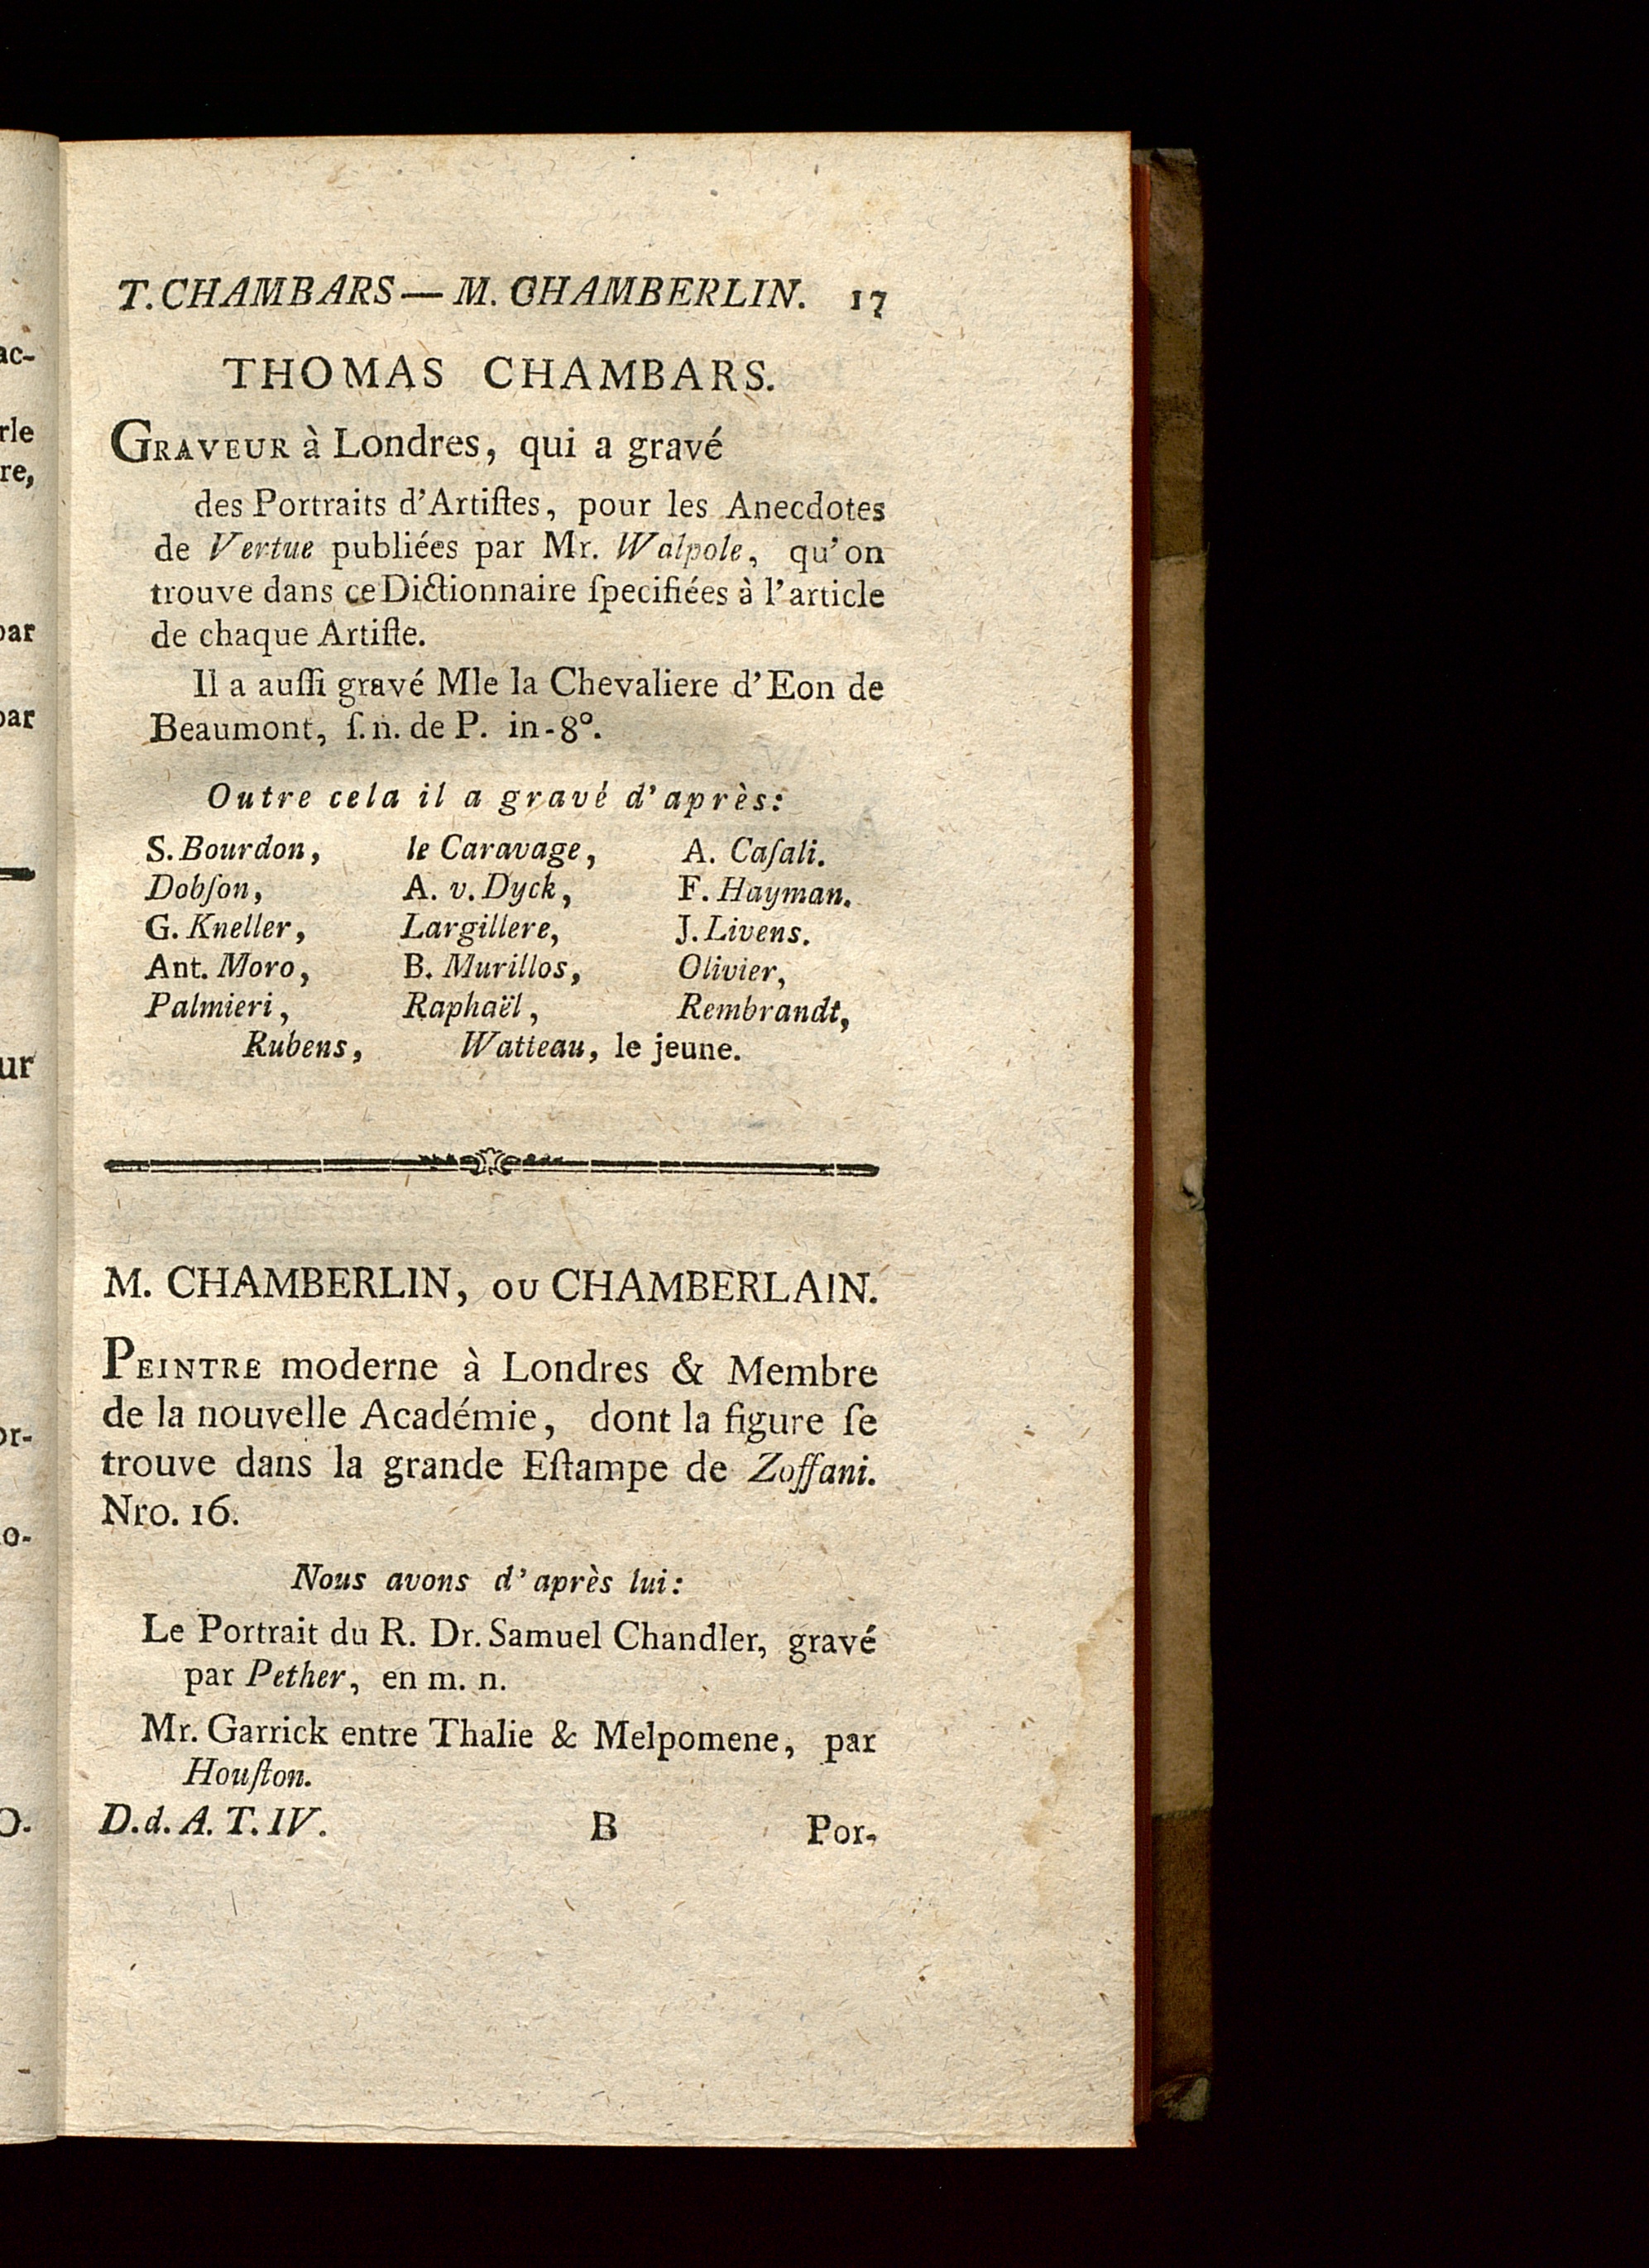 T. CHAMBARS — M. CHAMBERLIN. 17
THOMAS CHAMBARS.
GRAVEUR à Londres, qui a gravé
des Portraits d'Artiſtes, pour les Anecdotes
de Vertue publiées par Mr. Walpole, qu'on
trouve dans ce Dictionnaire ſpecifiées à l'article
de chaque Artiſte.
Il a auſſi gravé Mle la Chevaliere d'Eon de
Beaumont, ſ. n. de P. in-8°.
Outre cela il a gravé d'après:
S. Bourdon, le Caravage, A. Caſali.
Dobſon, A. v. Dyck, F. Hayman.
G. Kneller, Largillere, J. Livens.
Ant. Moro, B. Murillos, Olivier,
Palmieri, Raphaël, Rembrandt,
Rubens, Watteau, le jeune.
M. CHAMBERLIN, OU CHAMBERLAIN.
PEINTRE moderne à Londres & Membre
de la nouvelle Académie, dont la figure ſe
trouve dans la grande Eſtampe de Zoffani.
Nro. 16.
Nous avons d'après lui:
Le Portrait du R. Dr. Samuel Chandler, gravé
par Pether, en m. n.
Mr. Garrick entre Thalie & Melpomene, par
Houſton.
D. d. A. T. IV. B Por-